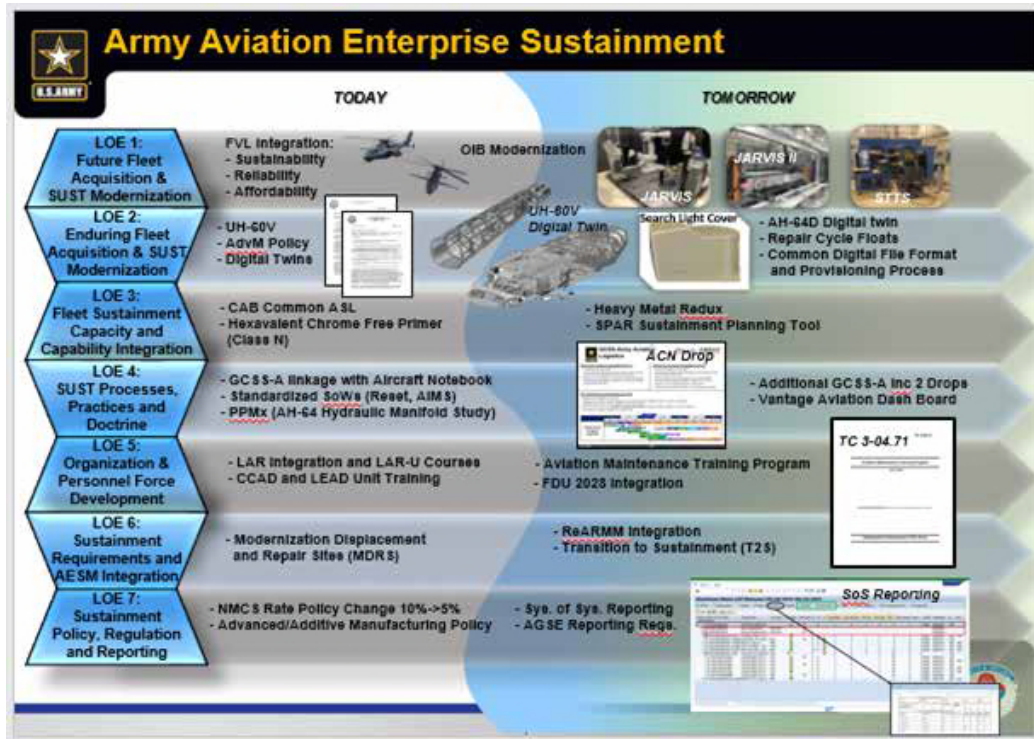 Army Aviation Enterprise Sustainment
U.S.ARMY
TODAY
TOMORROW
LOE 1:
Future Fleet
Acquisition &
SUST Modernization
FVL Integration:
- Sustainability
- Reliability
- Affordability
OIB Modernization
JARVIS
JARVIS II
STTS
LOE 2:
Enduring Fleet
Acquisition & SUST
Modernization
- UH-60V
- AdvM Policy
- Digital Twins
UH-60V
Digital Twin
Search Light Cover
- AH-64D Digital twin
- Repair Cycle Floats
- Common Digital File Format
and Provisioning Process
LOE 3:
Fleet Sustainment
Capacity and
Capability Integration
- CAB Common ASL
- Hexavalent Chrome Free Primer
(Class N)
- Heavy Metal Redux
- SPAR Sustainment Planning Tool
LOE 4:
SUST Processes,
Practices and
Doctrine
- GCSS-A linkage with Aircraft Notebook
- Standardized SoWs (Reset, AIMS)
- PPMx (AH-64 Hydraulic Manifold Study)
ACN Drop
- Additional GCSS-A Inc 2 Drops
- Vantage Aviation Dash Board
LOE 5:
Organization &
Personnel Force
Development
- LAR Integration and LAR-U Courses
- CCAD and LEAD Unit Training
- Aviation Maintenance Training Program
- FDU 2028 Integration
TC 3-04.71
LOE 6:
Sustainment
Requirements and
AESM Integration
- Modernization Displacement
and Repair Sites (MDRS)
- ReARMM Integration
- Transition to Sustainment (T2S)
LOE 7:
Sustainment
Policy, Regulation
and Reporting
- NMCS Rate Policy Change 10%->5%
- Advanced/Additive Manufacturing Policy
- Sys. of Sys. Reporting
- AGSE Reporting Reqs.
SoS Reporting